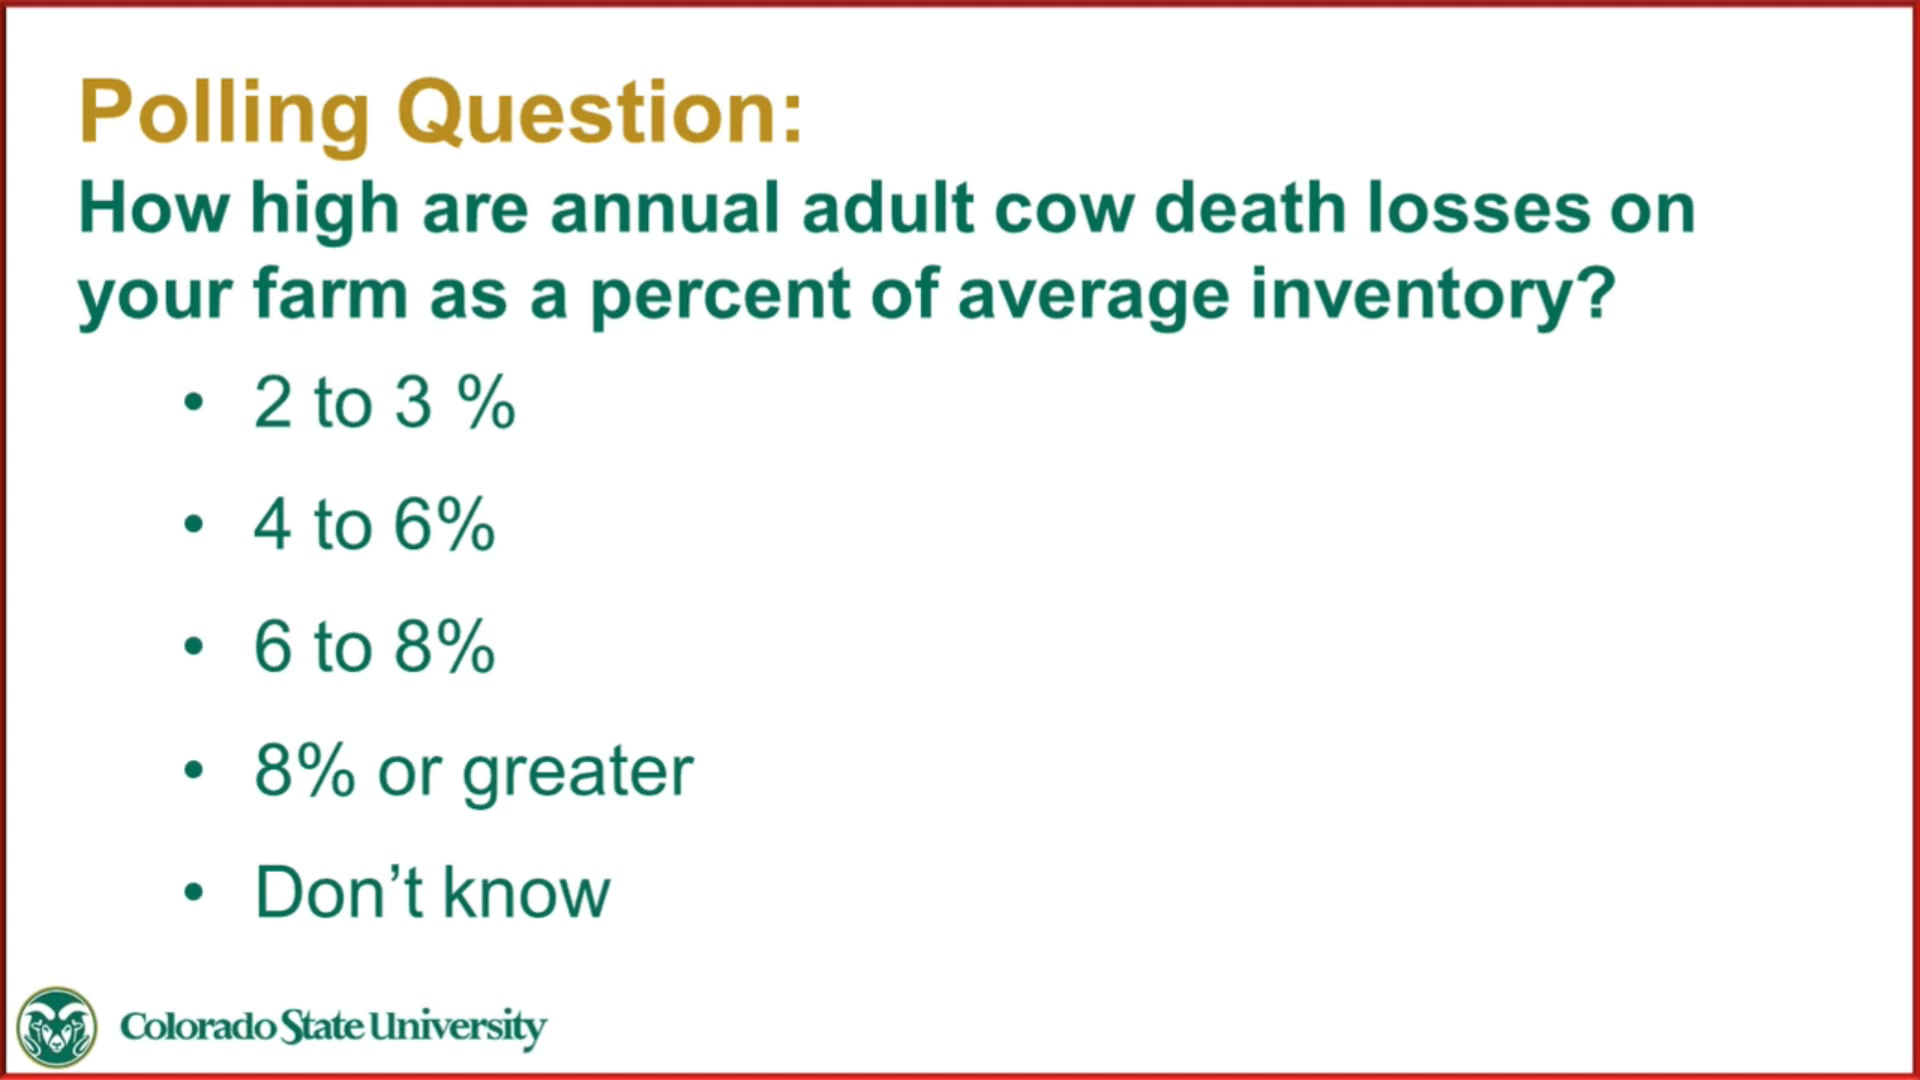 Polling Question:
How high are annual adult cow death losses on
your farm as a percent of average inventory?
• 2 to 3 %
• 4 to 6%
• 6 to 8%
• 8% or greater
• Don’t know
Colorado State University